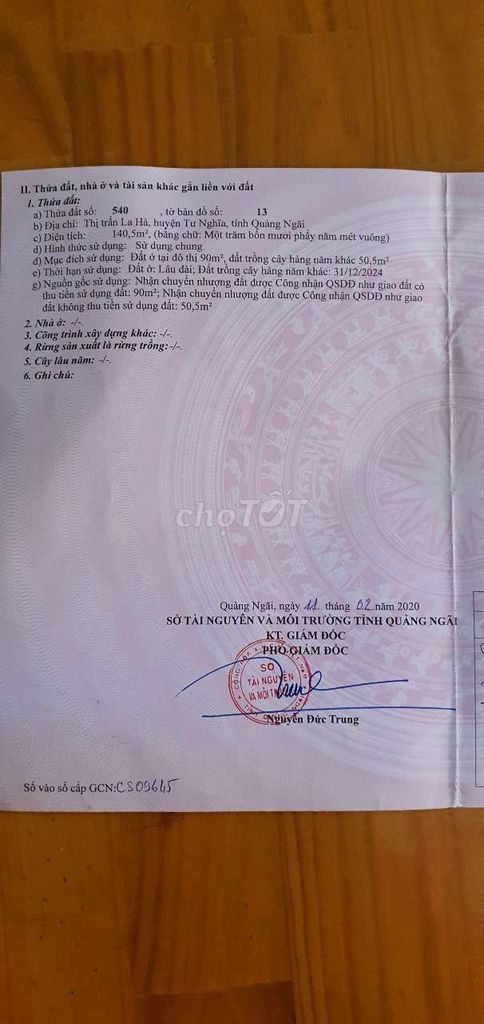 II. Thửa đất, nhà ở và tài sản khác gắn liền với đất
1. Thửa đất:
a) Thửa đất số: 540 , tờ bản đồ số: 13
b) Địa chỉ: Thị trấn La Hà, huyện Tư Nghĩa, tỉnh Quảng Ngãi
c) Diện tích: 140,5m², (bằng chữ: Một trăm bốn mươi phẩy năm mét vuông)
d) Hình thức sử dụng: Sử dụng chung
đ) Mục đích sử dụng: Đất ở tại đô thị 90m², đất trồng cây hàng năm khác 50,5m²
e) Thời hạn sử dụng: Đất ở: Lâu dài; Đất trồng cây hàng năm khác: 31/12/2024
g) Nguồn gốc sử dụng: Nhận chuyển nhượng đất được Công nhận QSDĐ như giao đất có
thu tiền sử dụng đất: 90m²; Nhận chuyển nhượng đất được Công nhận QSDĐ như giao
đất không thu tiền sử dụng đất: 50,5m²
2. Nhà ở: -/-.
3. Công trình xây dựng khác: -/-.
4. Rừng sản xuất là rừng trồng: -/-.
5. Cây lâu năm: -/-.
6. Ghi chú:
chợTỐT
Quảng Ngãi, ngày 11 tháng 02 năm 2020
SỞ TÀI NGUYÊN VÀ MÔI TRƯỜNG TỈNH QUẢNG NGÃI
KT. GIÁM ĐỐC
PHÓ GIÁM ĐỐC
SỞ
TÀI NGUYÊN
VÀ MÔI
Nguyễn Đức Trung
Số vào sổ cấp GCN: CS09645